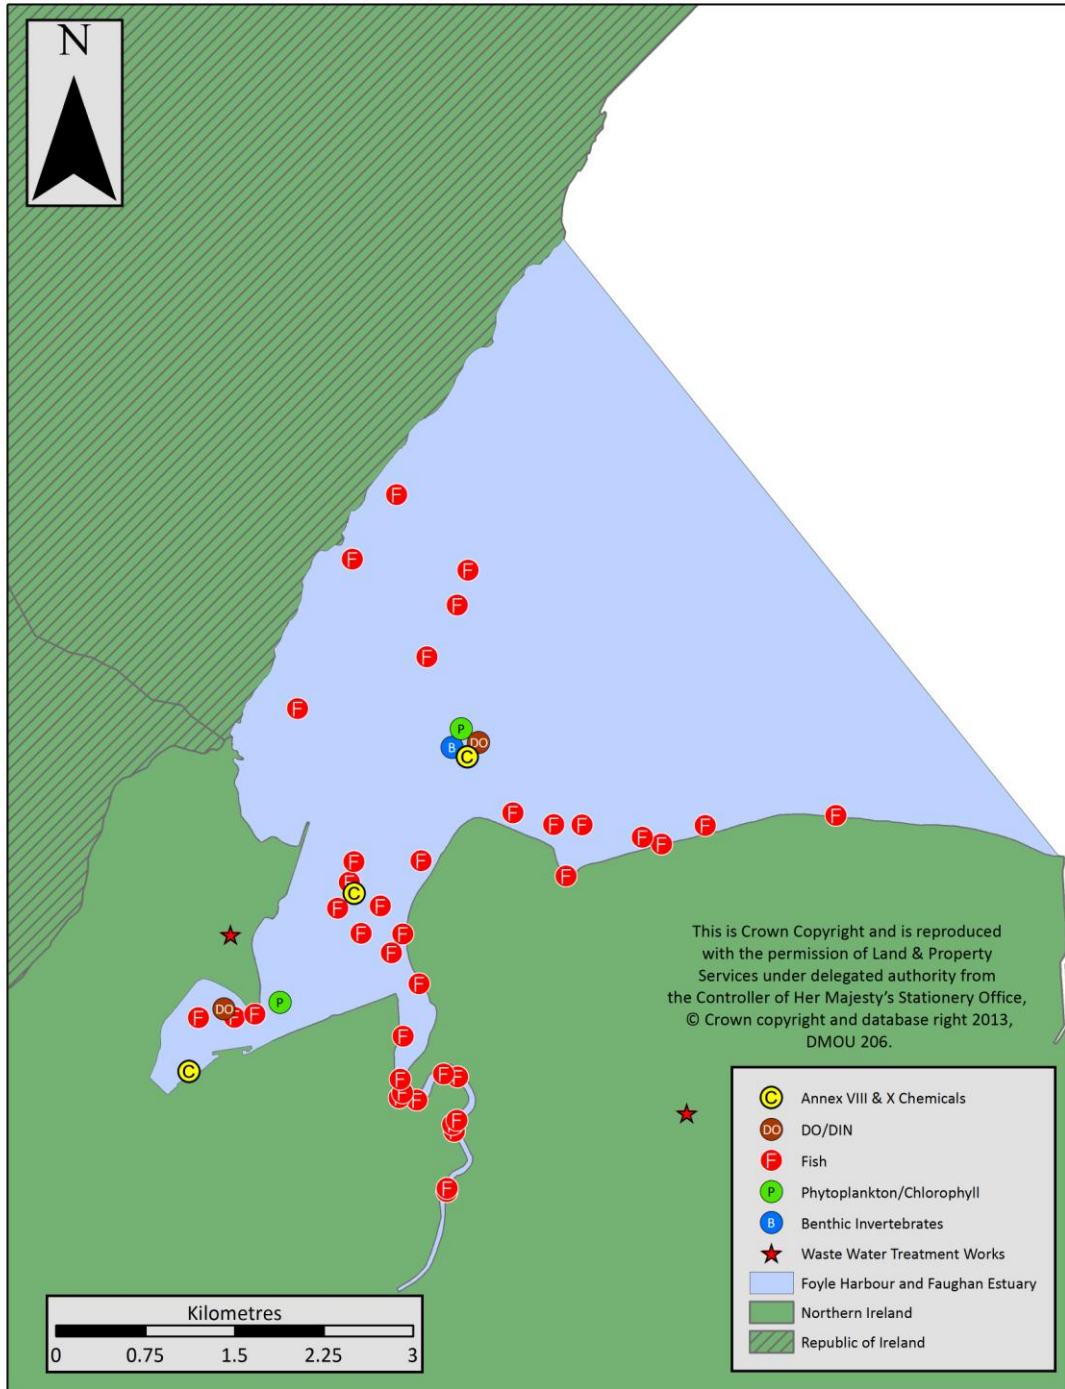 N
F
F
F
F
F
F
P
DO
B
C
F
F
F
F
F
F
F
F
F
F
F
C
F
F
F
F
F
F
This is Crown Copyright and is reproduced
with the permission of Land & Property
Services under delegated authority from
the Controller of Her Majesty's Stationery Office,
© Crown copyright and database right 2013,
DMOU 206.
P
DO
F
F
F
F
C
F
F
F
F
F
F
F
F
F
F
F
F
C Annex VIII & X Chemicals
DO DO/DIN
F Fish
P Phytoplankton/Chlorophyll
B Benthic Invertebrates
Waste Water Treatment Works
Foyle Harbour and Faughan Estuary
Northern Ireland
Republic of Ireland
Kilometres
0 0.75 1.5 2.25 3